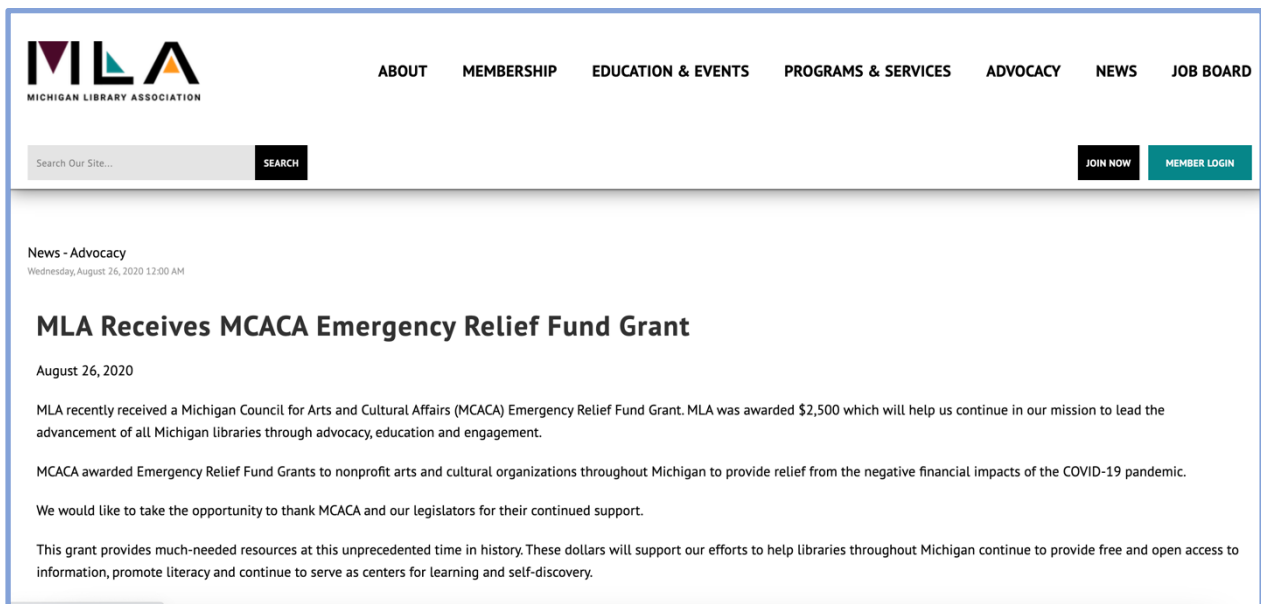 MLA
MICHIGAN LIBRARY ASSOCIATION
ABOUT MEMBERSHIP EDUCATION & EVENTS PROGRAMS & SERVICES ADVOCACY NEWS JOB BOARD
Search Our Site... SEARCH JOIN NOW MEMBER LOGIN
News - Advocacy
Wednesday, August 26, 2020 12:00 AM
MLA Receives MCACA Emergency Relief Fund Grant
August 26, 2020
MLA recently received a Michigan Council for Arts and Cultural Affairs (MCACA) Emergency Relief Fund Grant. MLA was awarded $2,500 which will help us continue in our mission to lead the
advancement of all Michigan libraries through advocacy, education and engagement.
MCACA awarded Emergency Relief Fund Grants to nonprofit arts and cultural organizations throughout Michigan to provide relief from the negative financial impacts of the COVID-19 pandemic.
We would like to take the opportunity to thank MCACA and our legislators for their continued support.
This grant provides much-needed resources at this unprecedented time in history. These dollars will support our efforts to help libraries throughout Michigan continue to provide free and open access to
information, promote literacy and continue to serve as centers for learning and self-discovery.